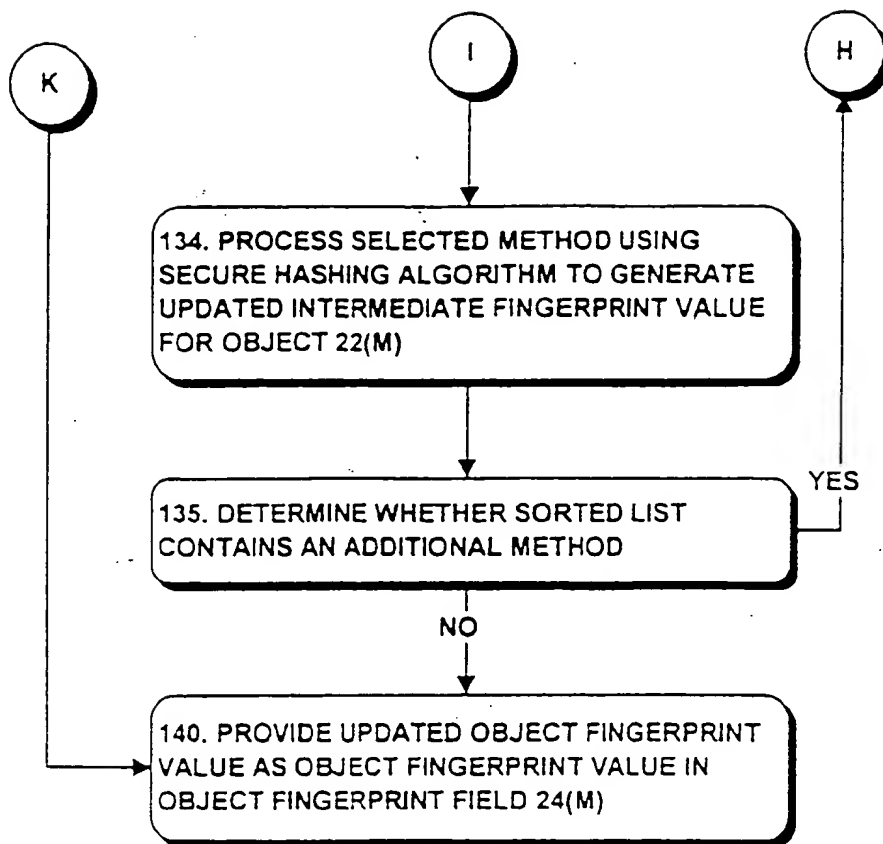 K
I
H
134. PROCESS SELECTED METHOD USING
SECURE HASHING ALGORITHM TO GENERATE
UPDATED INTERMEDIATE FINGERPRINT VALUE
FOR OBJECT 22(M)
YES
135. DETERMINE WHETHER SORTED LIST
CONTAINS AN ADDITIONAL METHOD
NO
140. PROVIDE UPDATED OBJECT FINGERPRINT
VALUE AS OBJECT FINGERPRINT VALUE IN
OBJECT FINGERPRINT FIELD 24(M)